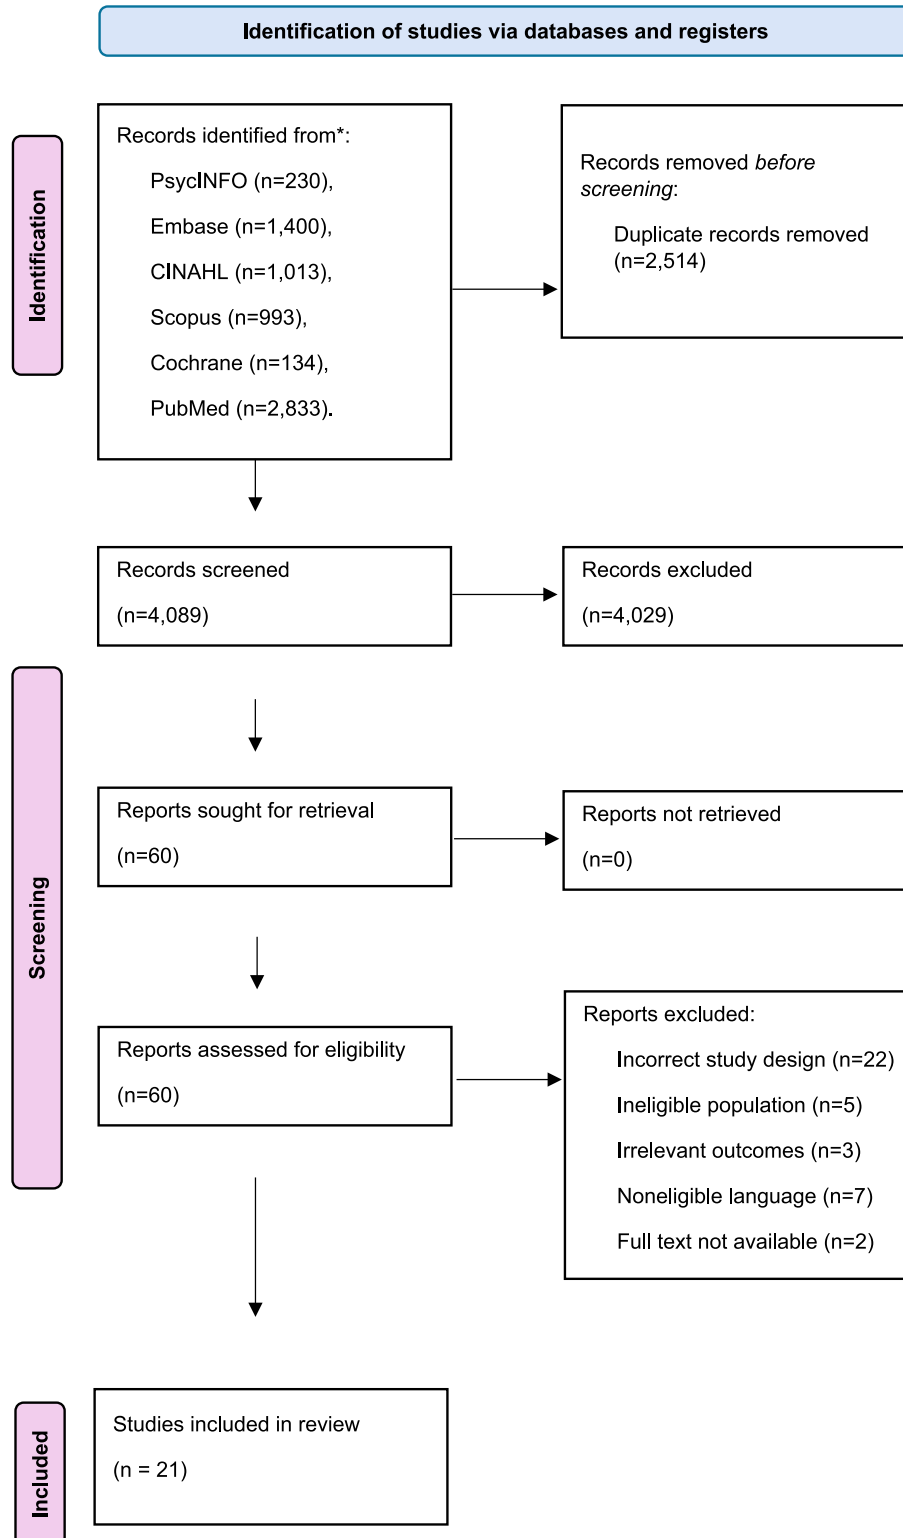 Identification of studies via databases and registers
Identification
Records identified from*:
PsycINFO (n=230),
Embase (n=1,400),
CINAHL (n=1,013),
Scopus (n=993),
Cochrane (n=134),
PubMed (n=2,833).
Records removed before
screening:
Duplicate records removed
(n=2,514)
Records screened
(n=4,089)
Records excluded
(n=4,029)
Screening
Reports sought for retrieval
(n=60)
Reports not retrieved
(n=0)
Reports assessed for eligibility
(n=60)
Reports excluded:
Incorrect study design (n=22)
Ineligible population (n=5)
Irrelevant outcomes (n=3)
Noneligible language (n=7)
Full text not available (n=2)
Included
Studies included in review
(n = 21)